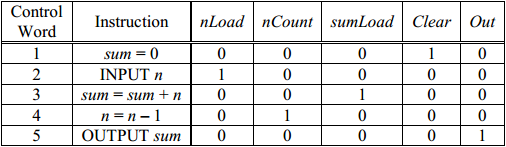 Control Word Instruction nLoad nCount sumLoad Clear Out
1 sum = 0 0 0 0 1 0
2 INPUT n 1 0 0 0 0
3 sum = sum + n 0 0 1 0 0
4 n = n – 1 0 1 0 0 0
5 OUTPUT sum 0 0 0 0 1